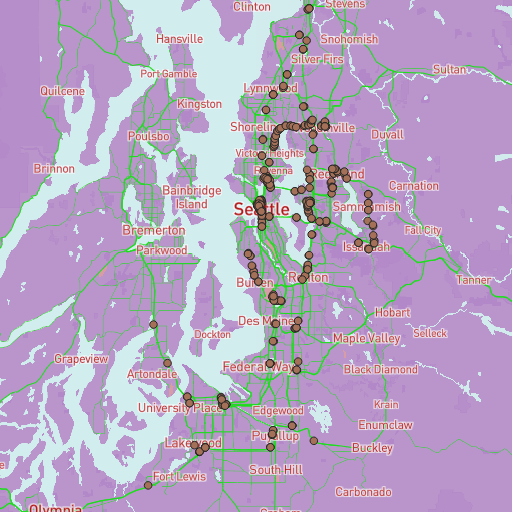 Clinton
Stevens
Hansville
Snohomish
Silver Firs
Port Gamble
Sultan
Quilcene
Lynnwood
Kingston
Shoreline
Poulsbo
Duvall
Victory Heights
Brinnon
Ravenna
Redmond
Bainbridge
Island
Carnation
Seattle
Sammamish
Bremerton
Fall City
Parkwood
Issaquah
Renton
Tanner
Burien
Hobart
Des Moines
Dockton
Selleck
Maple Valley
Grapeview
Artondale
Federal Way
Black Diamond
University Place
Edgewood
Krain
Enumclaw
Lakewood
Puyallup
Buckley
South Hill
Fort Lewis
Carbonado
Olympia
Graham